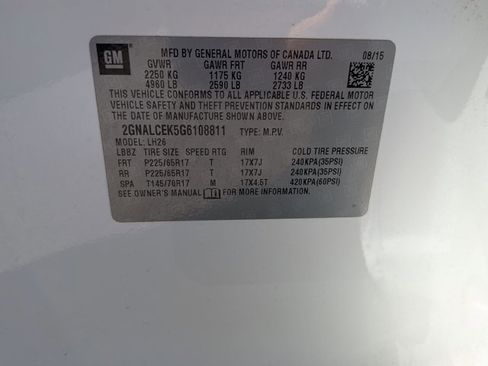 GM
MFD BY GENERAL MOTORS OF CANADA LTD. 08/15
GVWR GAWR FRT GAWR RR
2250 KG 1175 KG 1240 KG
4960 LB 2590 LB 2733 LB
THIS VEHICLE CONFORMS TO ALL APPLICABLE U.S. FEDERAL MOTOR
VEHICLE SAFETY AND THEFT PREVENTION STANDARDS IN EFFECT ON
THE DATE OF MANUFACTURE SHOWN ABOVE.
2GNALCEK5G6108811 TYPE: M.P.V.
MODEL: LH26
LBBZ TIRE SIZE SPEED RTG RIM COLD TIRE PRESSURE
FRT P225/65R17 T 17X7J 240KPA(35PSI)
RR P225/65R17 T 17X7J 240KPA(35PSI)
SPA T145/70R17 M 17X4.5T 420KPA(60PSI)
SEE OWNER'S MANUAL FOR MORE INFORMATION.